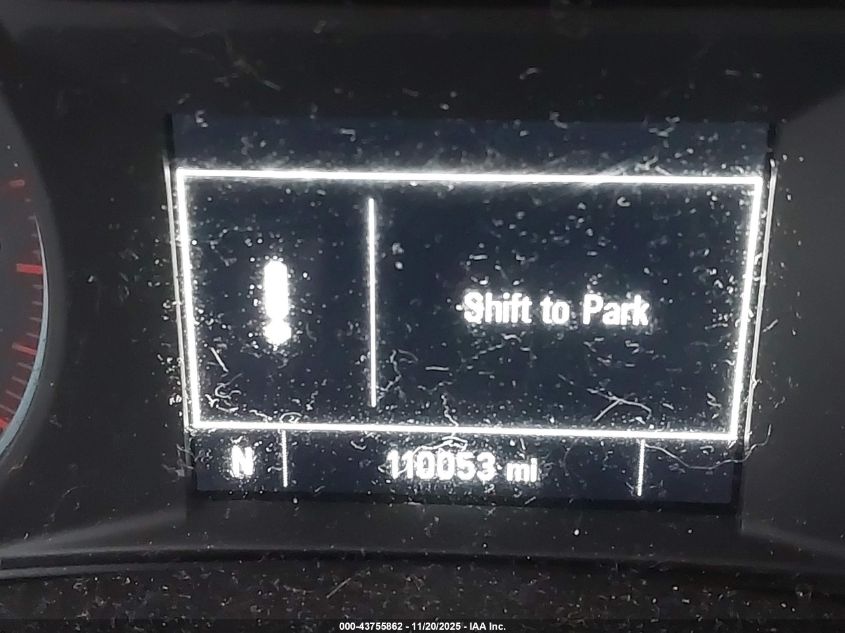 Shift to Park
N 110053 mi
000-43755862 - 11/20/2025 - IAA Inc.